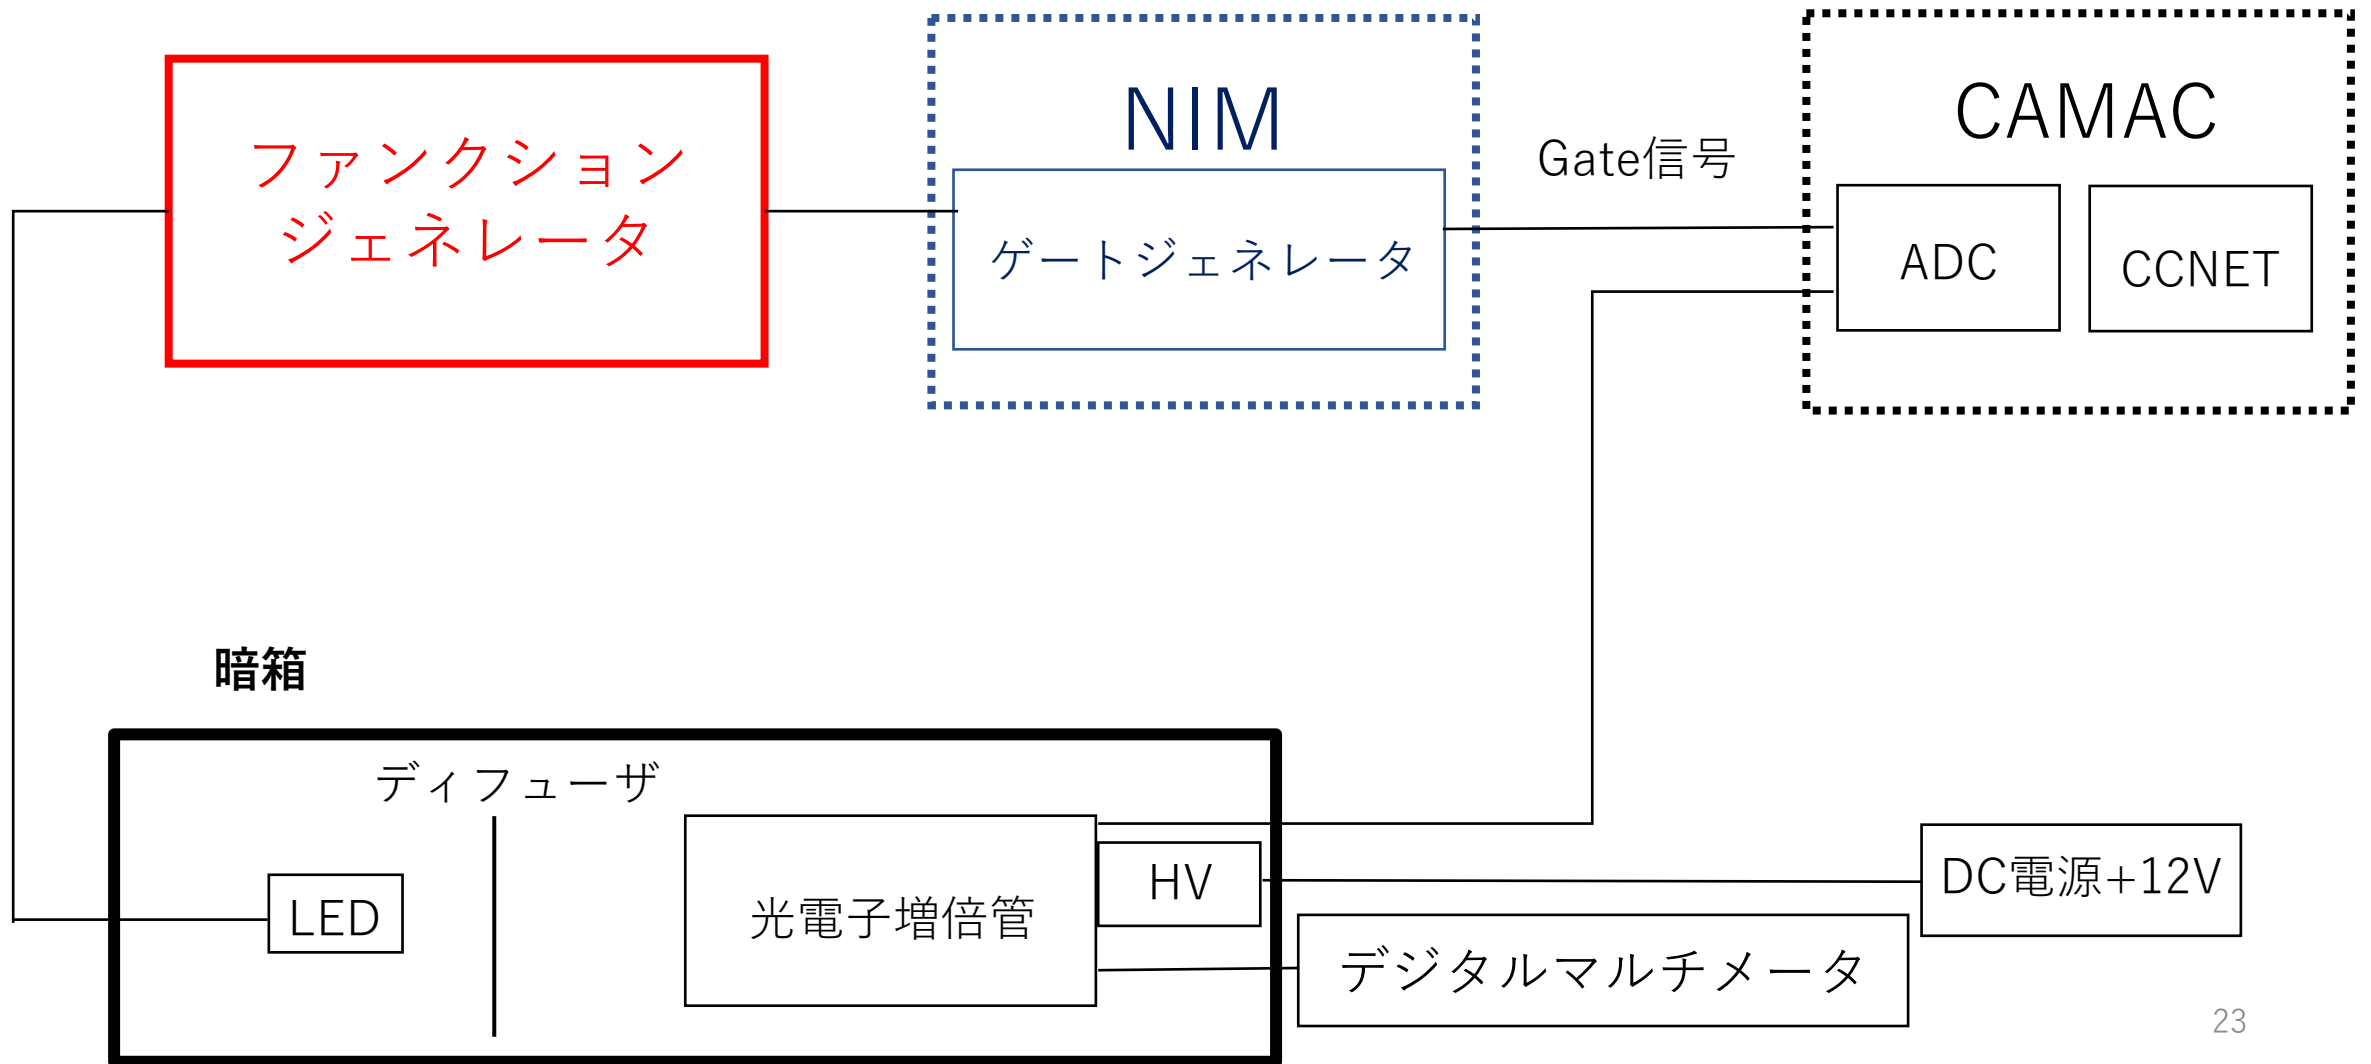 ファンクション
ジェネレータ
NIM
ゲートジェネレータ
Gate信号
CAMAC
ADC
CCNET
暗箱
ディフューザ
LED
光電子増倍管
HV
DC電源+12V
デジタルマルチメータ
23